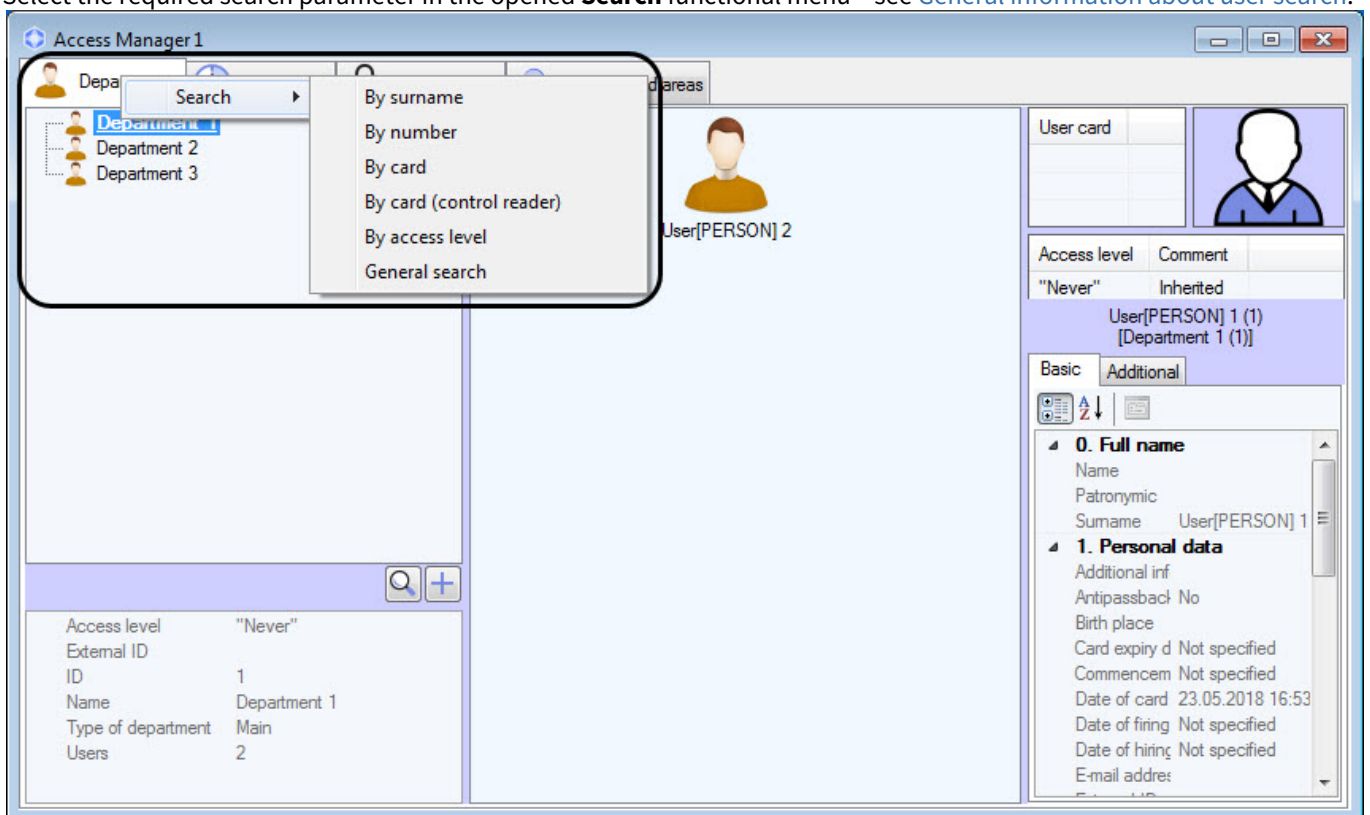 Select the required search parameter in the opened Search functional menu – see General information about user search.
Access Manager 1
Depa
areas
Search
By surname
By number
By card
By card (control reader)
By access level
General search
Department 1
Department 2
Department 3
User[PERSON] 2
User card
Access level Comment
"Never" Inherited
User[PERSON] 1 (1)
[Department 1 (1)]
Basic Additional
0. Full name
Name
Patronymic
Surname User[PERSON] 1
1. Personal data
Additional inf
Antipassback No
Birth place
Card expiry d Not specified
Commencem Not specified
Date of card 23.05.2018 16:53
Date of firing Not specified
Date of hiring Not specified
E-mail addres
Access level "Never"
External ID
ID 1
Name Department 1
Type of department Main
Users 2